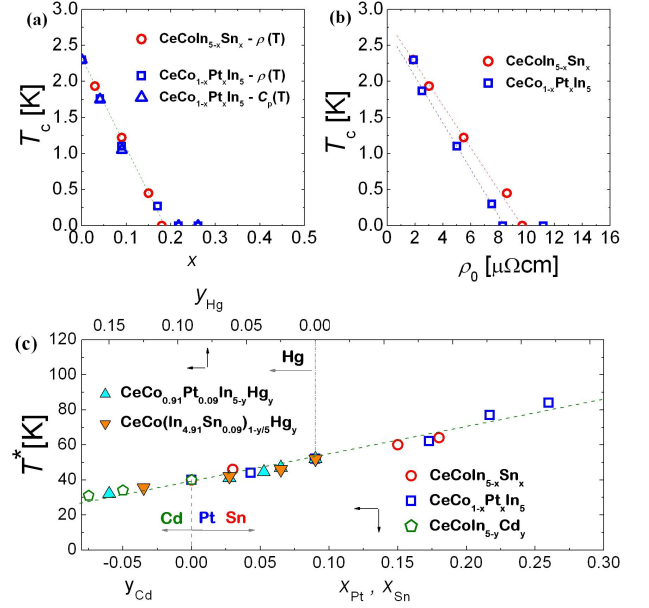 (a)
CeCoIn5-xSnx - ρ(T)
CeCo1-xPtxIn5 - ρ(T)
CeCo1-xPtxIn5 - Cp(T)
Tc [K]
2.5
2.0
1.5
1.0
0.5
0.0
0.0 0.1 0.2 0.3 0.4 0.5
x
(b)
CeCoIn5-xSnx
CeCo1-xPtxIn5
Tc [K]
3.0
2.5
2.0
1.5
1.0
0.5
0.0
0 2 4 6 8 10 12 14 16
ρ0 [μΩcm]
yHg
0.15 0.10 0.05 0.00
(c)
120
100
80
60
40
20
0
T* [K]
Hg
CeCo0.91Pt0.09In5-yHgy
CeCo(In4.91Sn0.09)1-y/5Hgy
CeCoIn5-xSnx
CeCo1-xPtxIn5
CeCoIn5-yCdy
Cd Pt Sn
-0.05 0.00 0.05 0.10 0.15 0.20 0.25 0.30
yCd
xPt , xSn